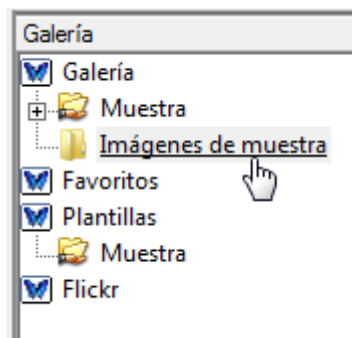 Galería
Galería
Muestra
Imágenes de muestra
Favoritos
Plantillas
Muestra
Flickr